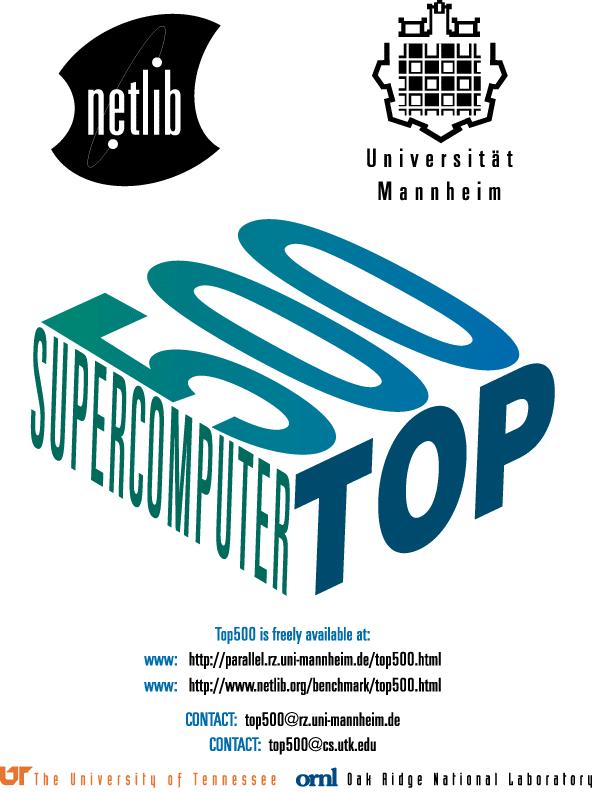 netlib
Universität
Mannheim
500
SUPERCOMPUTER
TOP
Top500 is freely available at:
www: http://parallel.rz.uni-mannheim.de/top500.html
www: http://www.netlib.org/benchmark/top500.html
CONTACT: top500@rz.uni-mannheim.de
CONTACT: top500@cs.utk.edu
UT The University of Tennessee ornl Oak Ridge National Laboratory